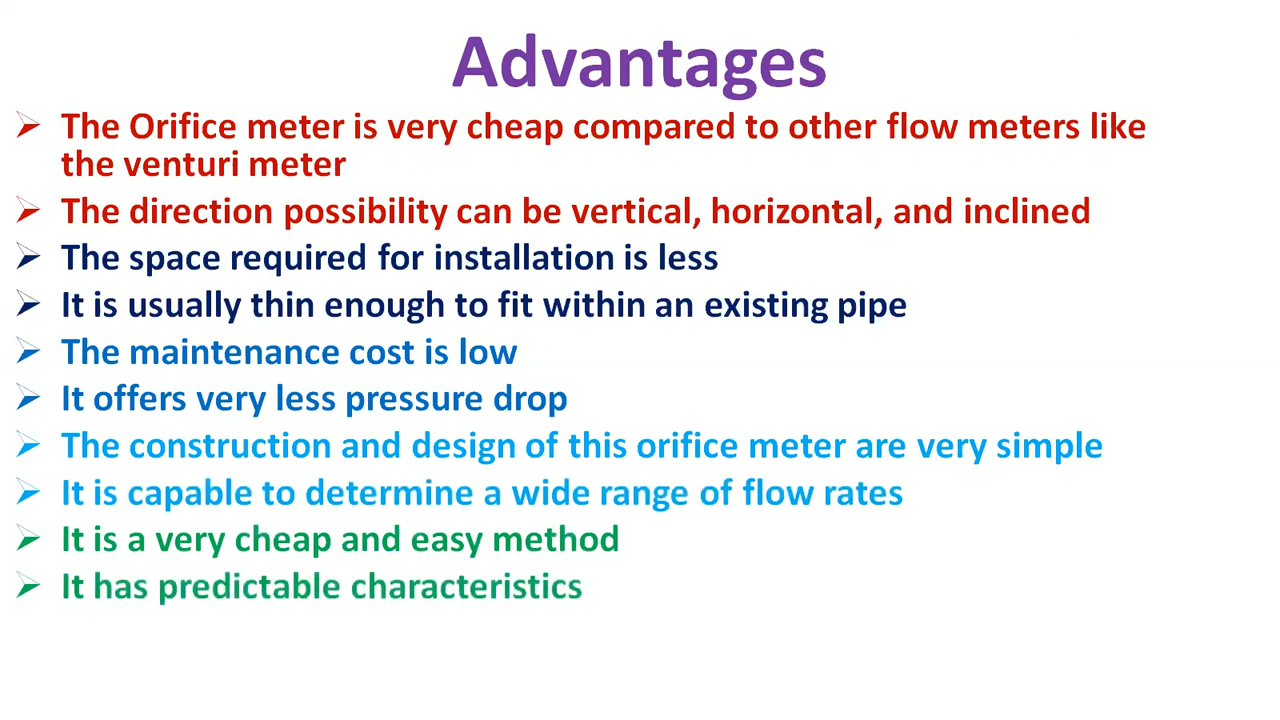 Advantages
The Orifice meter is very cheap compared to other flow meters like
the venturi meter
The direction possibility can be vertical, horizontal, and inclined
The space required for installation is less
It is usually thin enough to fit within an existing pipe
The maintenance cost is low
It offers very less pressure drop
The construction and design of this orifice meter are very simple
It is capable to determine a wide range of flow rates
It is a very cheap and easy method
It has predictable characteristics